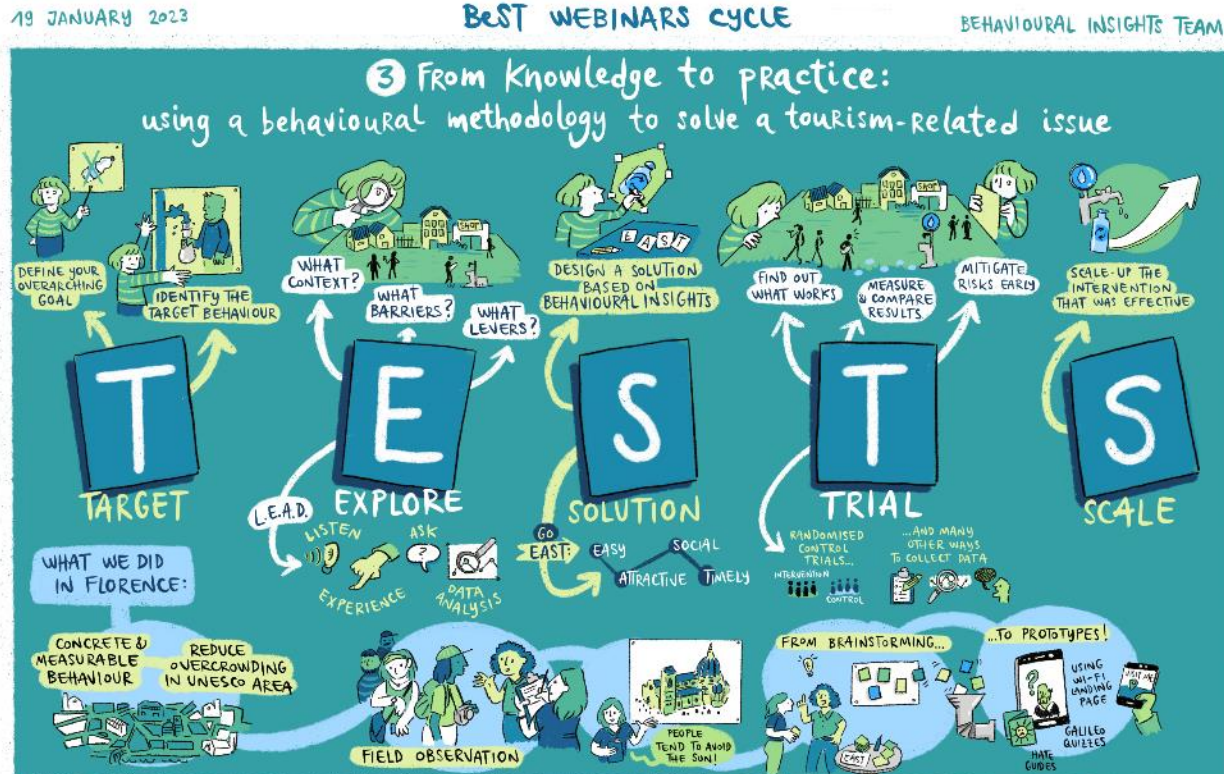 19 JANUARY 2023
BeST WEBINARS CYCLE
BEHAVIOURAL INSIGHTS TEAM
3 FROM KNOWLEDGE to PRACTICE:
using a behavioural methodology to solve a tourism-related issue
DEFINE YOUR
OVERARCHING
GOAL
IDENTIFY THE
TARGET BEHAVIOUR
SHOP
WHAT
CONTEXT?
WHAT
BARRIERS?
WHAT
LEVERS?
EAST
DESIGN A SOLUTION
BASED ON
BEHAVIOURAL INSIGHTS
SHOP
FIND OUT
WHAT WORKS
MEASURE
& COMPARE
RESULTS
MITIGATE
RISKS EARLY
SCALE-UP THE
INTERVENTION
THAT WAS EFFECTIVE
T
TARGET
E
EXPLORE
S
SOLUTION
T
TRIAL
S
SCALE
L.E.A.D.
LISTEN
EXPERIENCE
ASK
?
DATA
ANALYSIS
GO
EAST:
EASY
ATTRACTIVE
SOCIAL
TIMELY
RANDOMISED
CONTROL
TRIALS...
INTERVENTION
CONTROL
...AND MANY
OTHER WAYS
TO COLLECT DATA
WHAT WE DID
IN FLORENCE:
CONCRETE &
MEASURABLE
BEHAVIOUR
REDUCE
OVERCROWDING
IN UNESCO AREA
FIELD OBSERVATION
PEOPLE
TEND TO AVOID
THE SUN!
FROM BRAINSTORMING...
EAST!
...TO PROTOTYPES!
?
USING
WI-FI
LANDING
PAGE
VISIT ME
GALILEO
QUIZZES
HATE
GUIDES